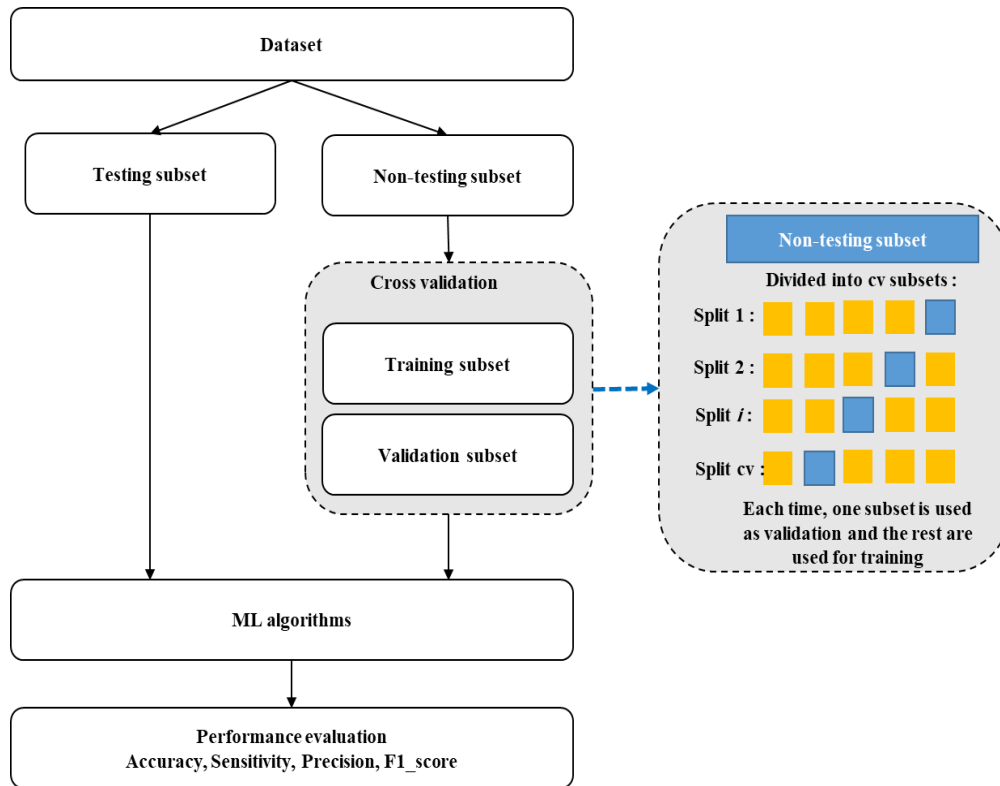 Dataset
Testing subset
Non-testing subset
Cross validation
Training subset
Validation subset
Non-testing subset
Divided into cv subsets :
Split 1 :
Split 2 :
Split i :
Split cv :
Each time, one subset is used
as validation and the rest are
used for training
ML algorithms
Performance evaluation
Accuracy, Sensitivity, Precision, F1_score